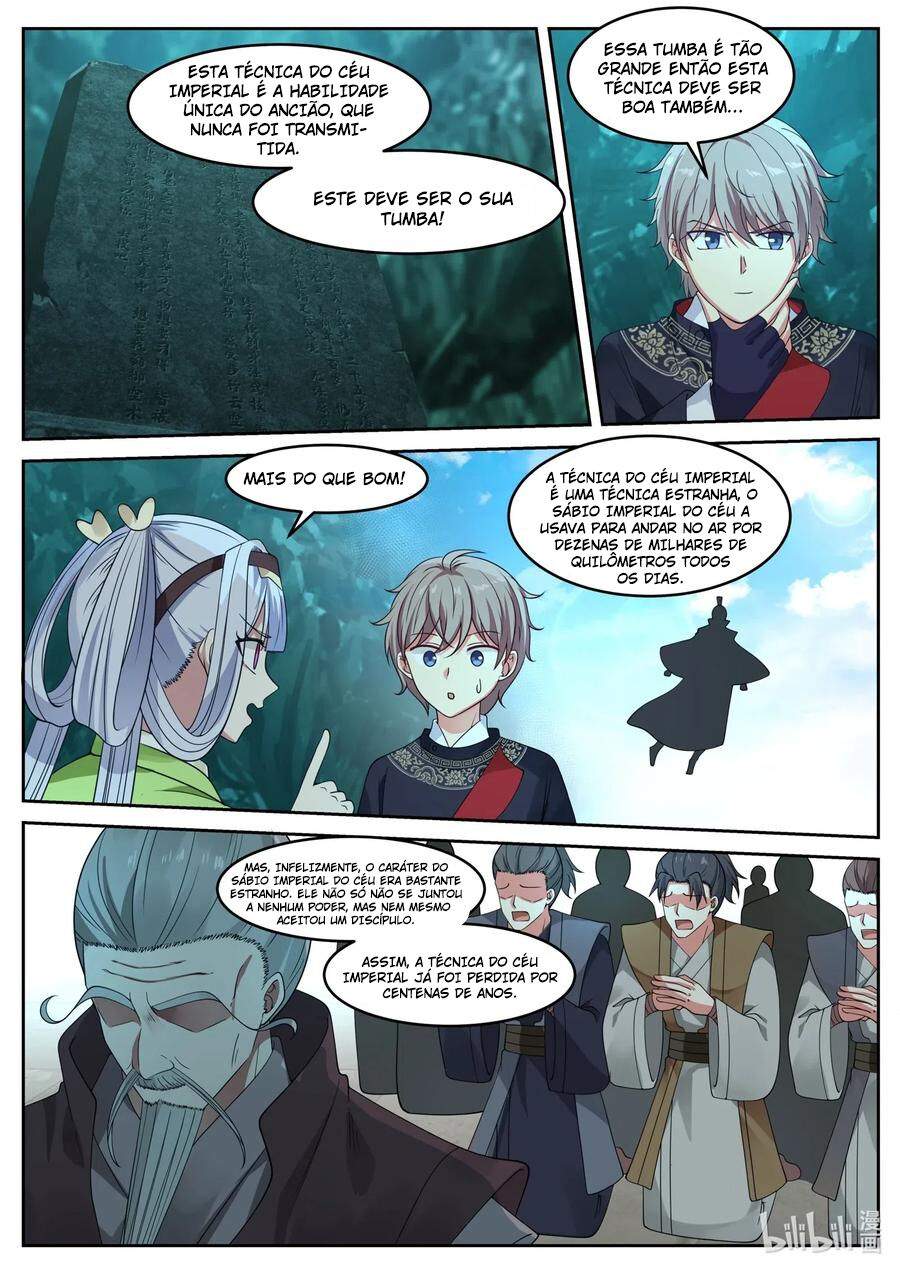 ESTA TÉCNICA DO CÉU
IMPERIAL É A HABILIDADE
ÚNICA DO ANCIÃO, QUE
NUNCA FOI TRANSMI-
TIDA.
ESTE DEVE SER O SUA
TUMBA!
ESSA TUMBA É TÃO
GRANDE ENTÃO ESTA
TÉCNICA DEVE SER
BOA TAMBÉM...
MAIS DO QUE BOM!
A TÉCNICA DO CÉU IMPERIAL
É UMA TÉCNICA ESTRANHA, O
SÁBIO IMPERIAL DO CÉU A
USAVA PARA ANDAR NO AR POR
DEZENAS DE MILHARES DE
QUILÔMETROS TODOS
OS DIAS.
MAS, INFELIZMENTE, O CARÁTER DO
SÁBIO IMPERIAL DO CÉU ERA BASTANTE
ESTRANHO. ELE NÃO SÓ NÃO SE JUNTOU
A NENHUM PODER, MAS NEM MESMO
ACEITOU UM DISCÍPULO.
ASSIM, A TÉCNICA DO CÉU
IMPERIAL JÁ FOI PERDIDA POR
CENTENAS DE ANOS.
bilibili 漫画